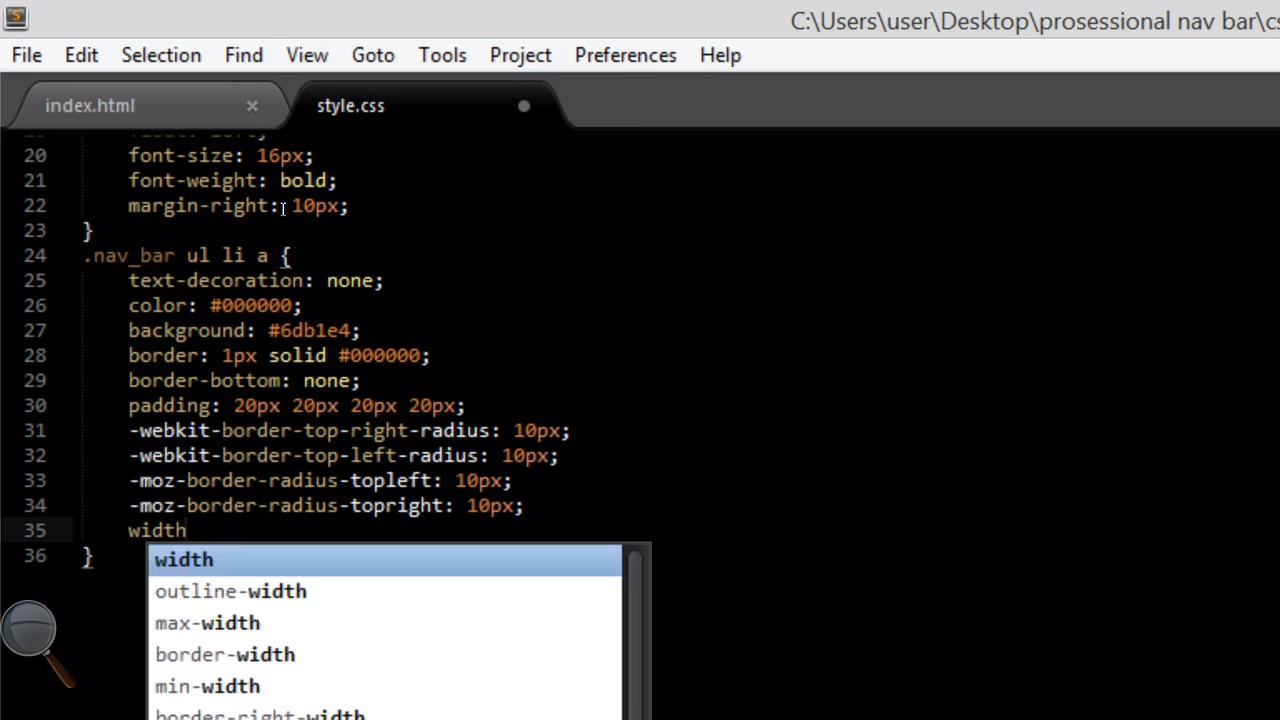 C:\Users\user\Desktop\prosessional nav bar\cs
File Edit Selection Find View Goto Tools Project Preferences Help
index.html × style.css
20 font-size: 16px;
21 font-weight: bold;
22 margin-right: 10px;
23 }
24 .nav_bar ul li a {
25 text-decoration: none;
26 color: #000000;
27 background: #6db1e4;
28 border: 1px solid #000000;
29 border-bottom: none;
30 padding: 20px 20px 20px 20px;
31 -webkit-border-top-right-radius: 10px;
32 -webkit-border-top-left-radius: 10px;
33 -moz-border-radius-topleft: 10px;
34 -moz-border-radius-topright: 10px;
35 width
36 }
width
outline-width
max-width
border-width
min-width
border-right-width